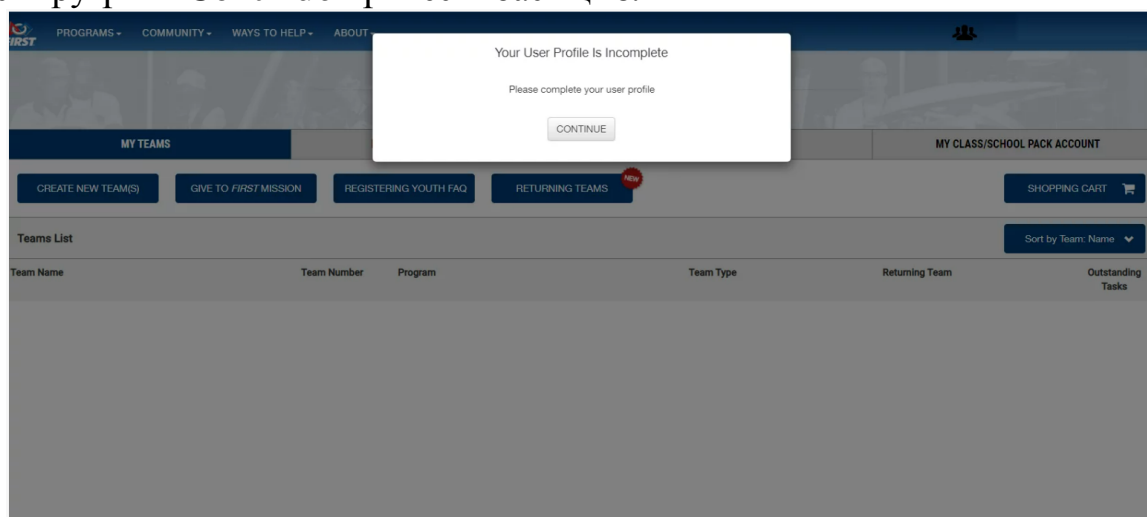 FIRST
PROGRAMS COMMUNITY WAYS TO HELP ABOUT
Your User Profile Is Incomplete
Please complete your user profile
CONTINUE
MY TEAMS
MY CLASS/SCHOOL PACK ACCOUNT
CREATE NEW TEAM(S) GIVE TO FIRST MISSION REGISTERING YOUTH FAQ RETURNING TEAMS NEW SHOPPING CART
Teams List Sort by Team: Name
Team Name Team Number Program Team Type Returning Team Outstanding
Tasks